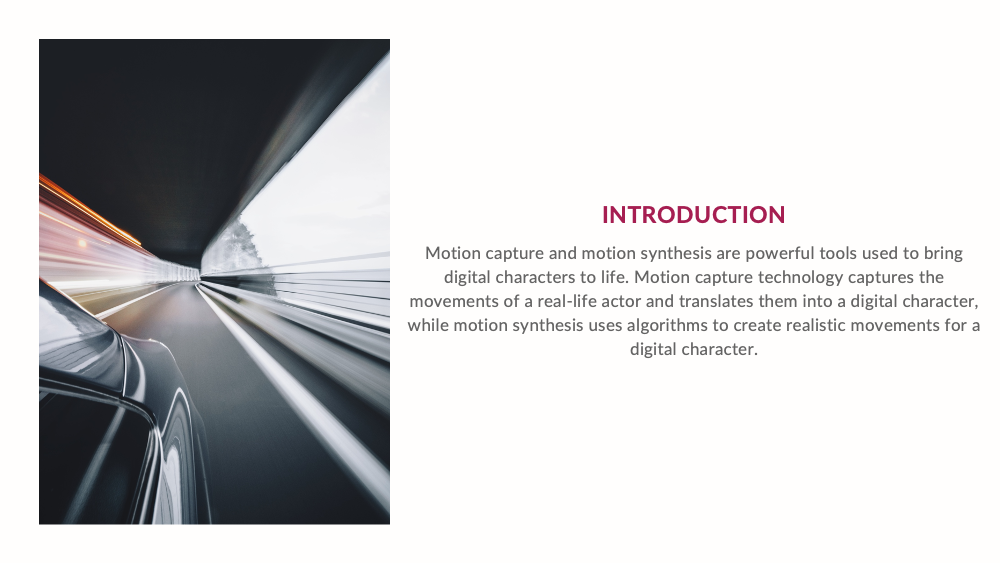 INTRODUCTION
Motion capture and motion synthesis are powerful tools used to bring
digital characters to life. Motion capture technology captures the
movements of a real-life actor and translates them into a digital character,
while motion synthesis uses algorithms to create realistic movements for a
digital character.